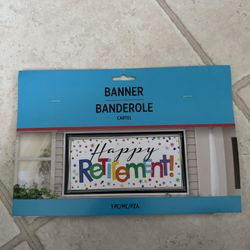 BANNER
BANDEROLE
CARTEL
Happy
Retirement!
1 PC/MC/PZA.